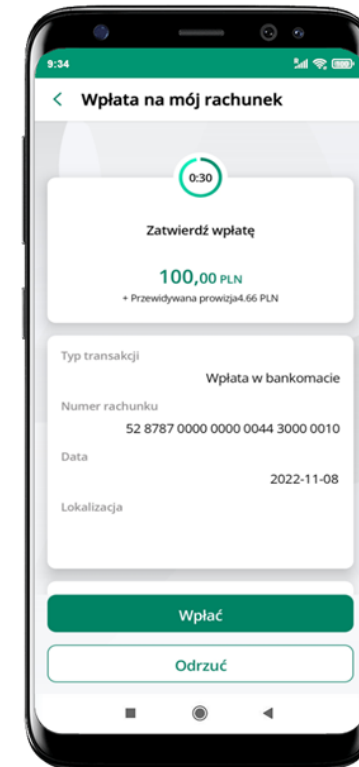 9:34
Wpłata na mój rachunek
0:30
Zatwierdź wpłatę
100,00 PLN
+ Przewidywana prowizja4.66 PLN
Typ transakcji
Wpłata w bankomacie
Numer rachunku
52 8787 0000 0000 0044 3000 0010
Data
2022-11-08
Lokalizacja
Wpłać
Odrzuć